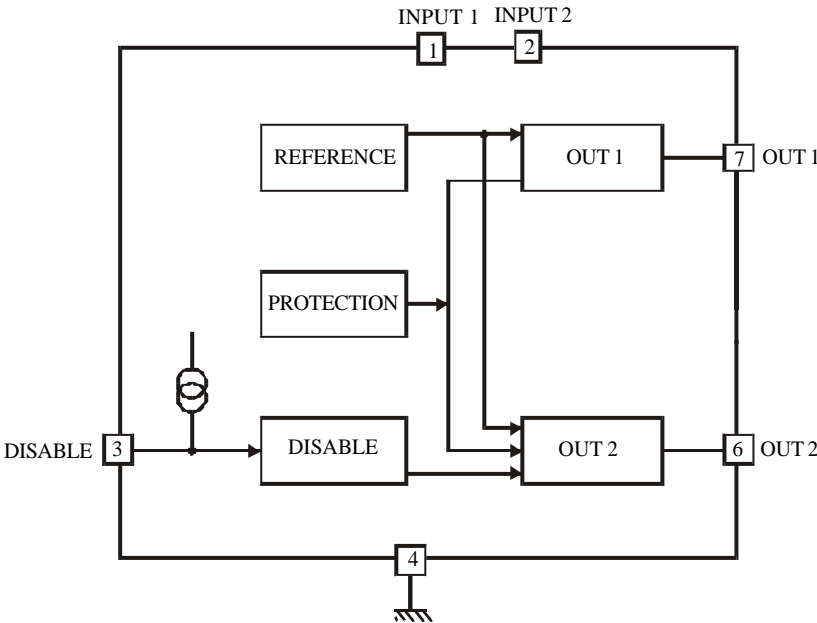 INPUT 1 INPUT 2
1 2
REFERENCE OUT 1 7 OUT 1
PROTECTION
DISABLE 3 DISABLE OUT 2 6 OUT 2
4